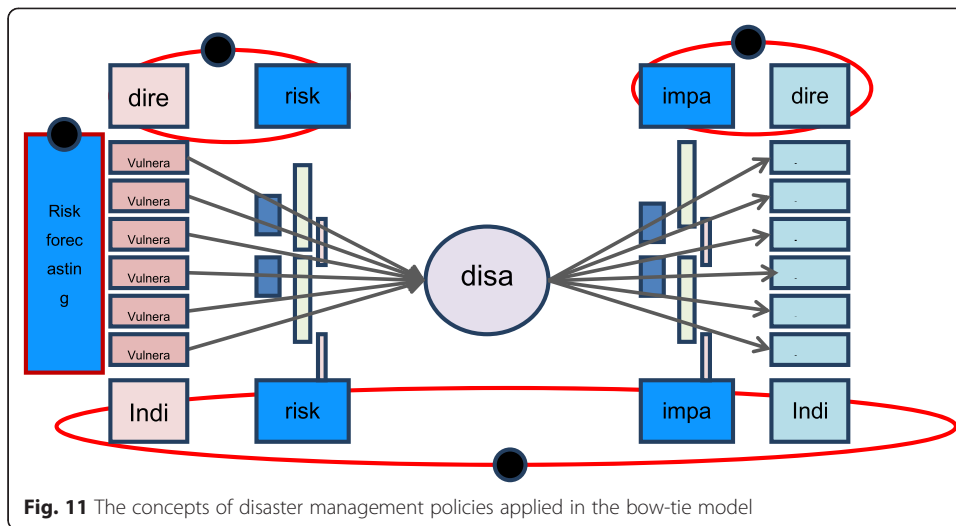 dire
risk
impa
dire
Risk
forec
astin
g
Vulnera
Vulnera
Vulnera
Vulnera
Vulnera
Vulnera
disa
-
-
-
-
-
-
Indi
risk
impa
Indi
Fig. 11 The concepts of disaster management policies applied in the bow-tie model